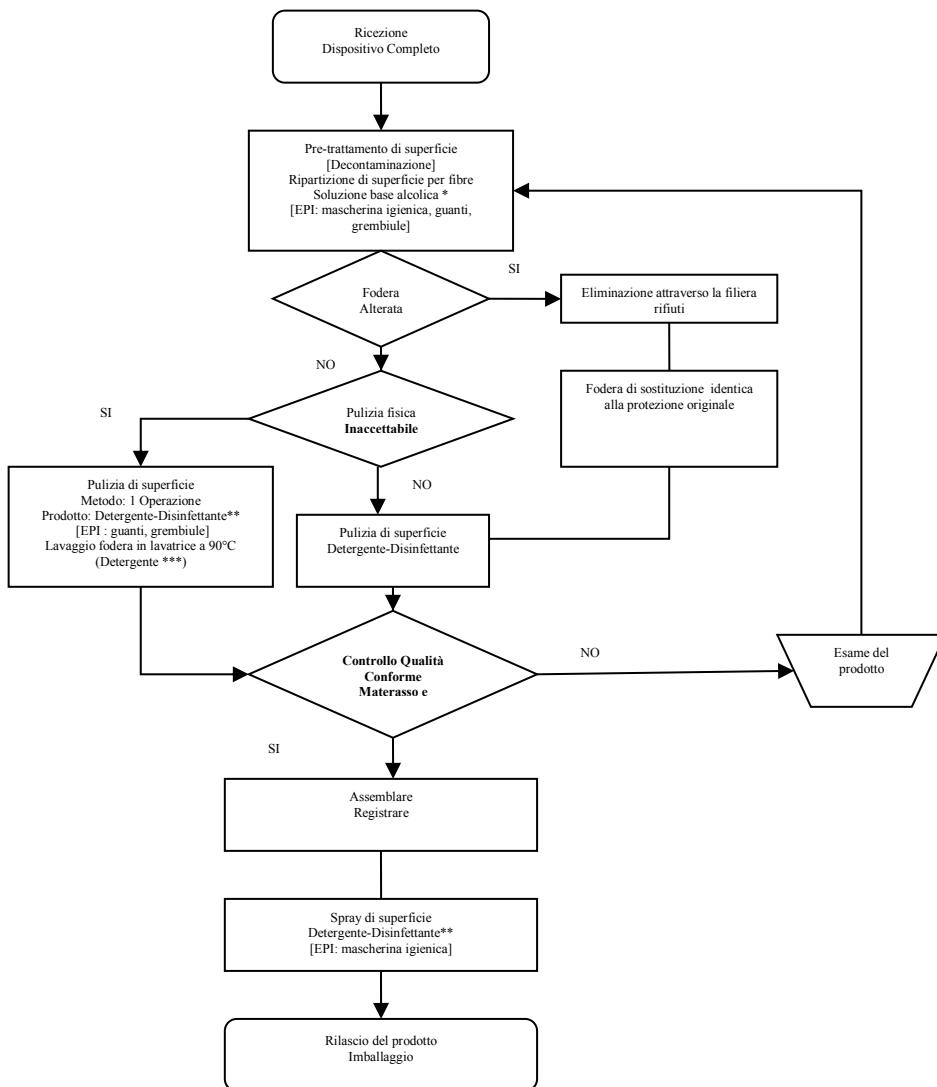 Ricezione
Dispositivo Completo
Pre-trattamento di superficie
[Decontaminazione]
Ripartizione di superficie per fibre
Soluzione base alcolica *
[EPI: mascherina igienica, guanti,
grembiule]
SI
Fodera
Alterata
Eliminazione attraverso la filiera
rifiuti
NO
Fodera di sostituzione identica
alla protezione originale
SI
Pulizia fisica
Inaccettabile
Pulizia di superficie
Metodo: 1 Operazione
Prodotto: Detergente-Disinfettante**
[EPI : guanti, grembiule]
Lavaggio fodera in lavatrice a 90°C
(Detergente ***)
NO
Pulizia di superficie
Detergente-Disinfettante
Controllo Qualità
Conforme
Materasso e
NO
Esame del
prodotto
SI
Assemblare
Registrare
Spray di superficie
Detergente-Disinfettante**
[EPI: mascherina igienica]
Rilascio del prodotto
Imballaggio